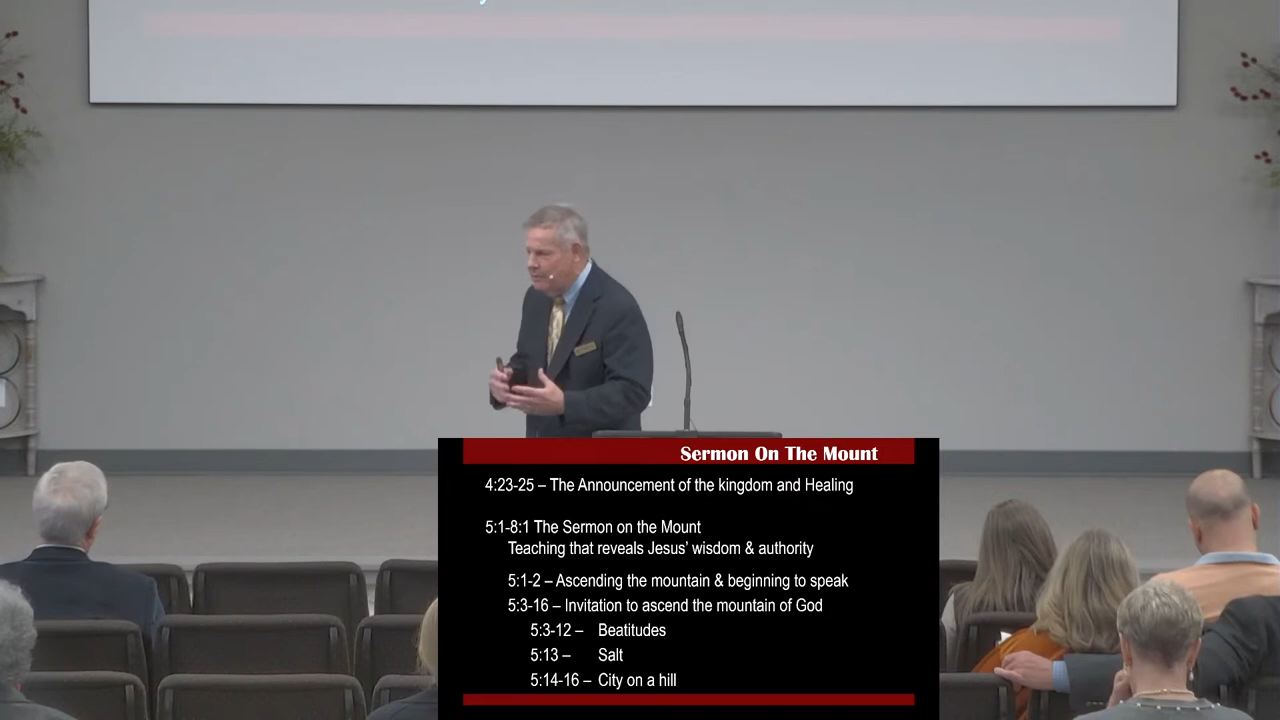 Sermon On The Mount
4:23-25 – The Announcement of the kingdom and Healing
5:1-8:1 The Sermon on the Mount
Teaching that reveals Jesus' wisdom & authority
5:1-2 – Ascending the mountain & beginning to speak
5:3-16 – Invitation to ascend the mountain of God
5:3-12 – Beatitudes
5:13 – Salt
5:14-16 – City on a hill